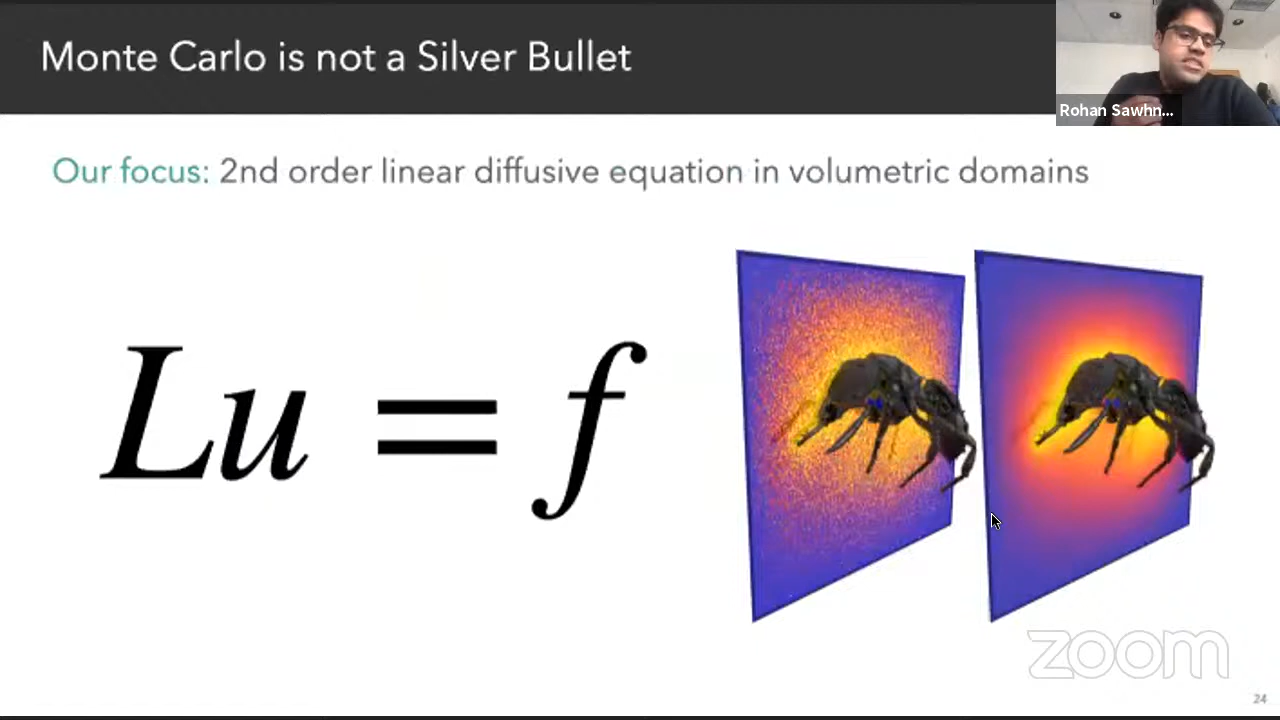 Monte Carlo is not a Silver Bullet
Rohan Sawhn...
Our focus: 2nd order linear diffusive equation in volumetric domains
Lu = f
zoom
24